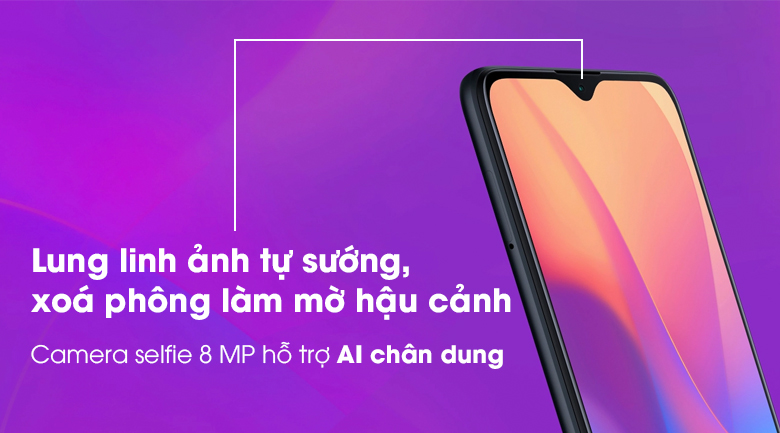 Lung linh ảnh tự sướng,
xoá phông làm mờ hậu cảnh
Camera selfie 8 MP hỗ trợ AI chân dung